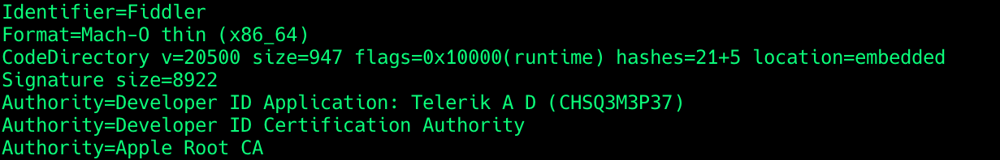 Identifier=Fiddler
Format=Mach-O thin (x86_64)
CodeDirectory v=20500 size=947 flags=0x10000(runtime) hashes=21+5 location=embedded
Signature size=8922
Authority=Developer ID Application: Telerik A D (CHSQ3M3P37)
Authority=Developer ID Certification Authority
Authority=Apple Root CA